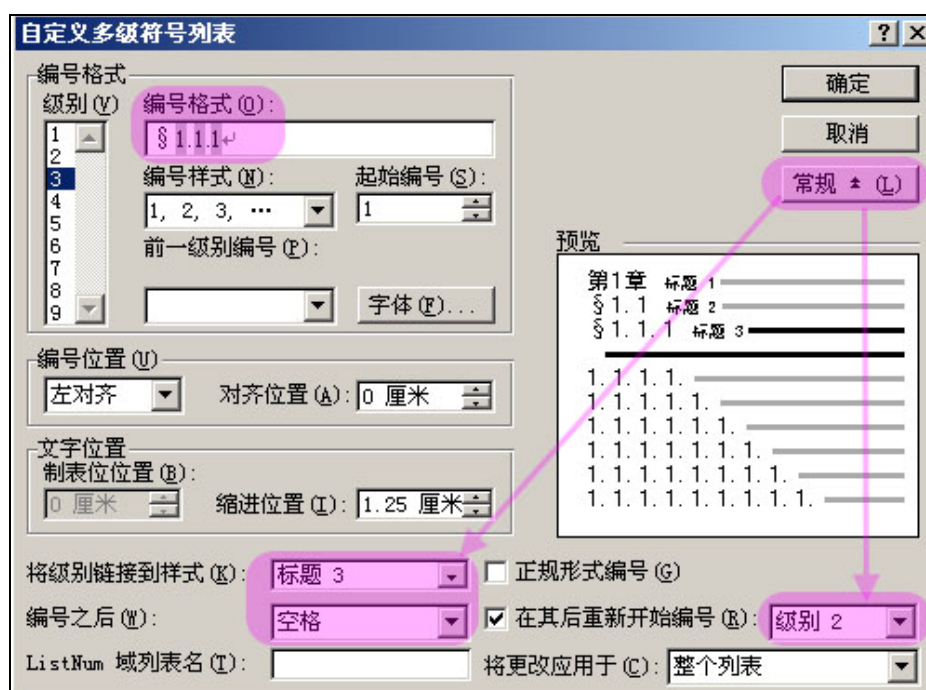 自定义多级符号列表
编号格式
级别(V) 编号格式(O):
1
2
3
4
5
6
7
8
9
§ 1.1.1↵
编号样式(N): 起始编号(S):
1, 2, 3, … 1
前一级别编号(P):
字体(F)...
确定
取消
常规 (L)
预览
第1章 标题 1
§1.1 标题 2
§1.1.1 标题 3
1.1.1.1.
1.1.1.1.1.
1.1.1.1.1.1.
1.1.1.1.1.1.1.
1.1.1.1.1.1.1.1.
1.1.1.1.1.1.1.1.1.
编号位置(U)
左对齐 对齐位置(A): 0 厘米
文字位置
制表位位置(B):
0 厘米 缩进位置(I): 1.25 厘米
将级别链接到样式(K): 标题 3 正规形式编号(G)
编号之后(W): 空格 在其后重新开始编号(R): 级别 2
ListNum 域列表名(T): 将更改应用于(C): 整个列表